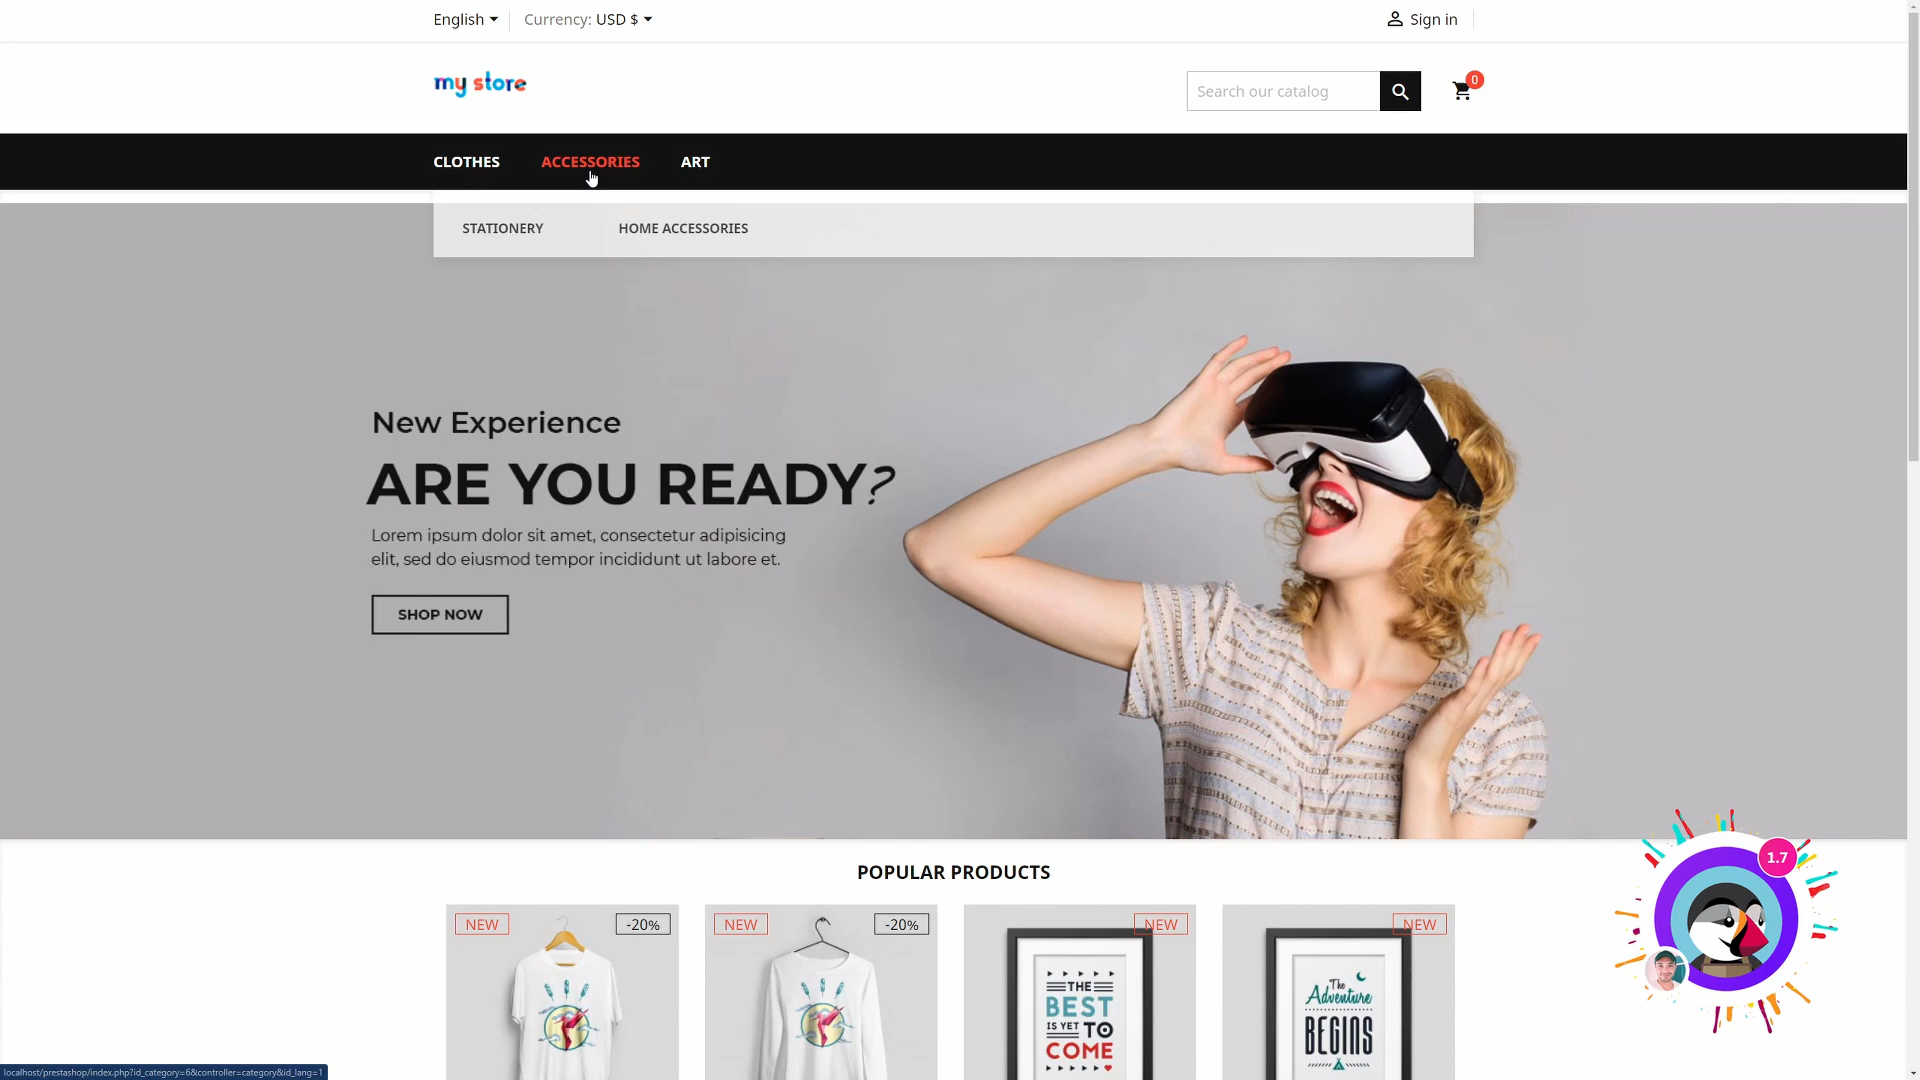 English
Currency: USD $
Sign in
my store
Search our catalog
0
CLOTHES
ACCESSORIES
ART
STATIONERY
HOME ACCESSORIES
New Experience
ARE YOU READY?
Lorem ipsum dolor sit amet, consectetur adipisicing
elit, sed do eiusmod tempor incididunt ut labore et.
SHOP NOW
1.7
POPULAR PRODUCTS
NEW
-20%
NEW
-20%
NEW
NEW
THE
BEST
IS YET TO
COME
The
Adventure
BEGINS
localhost/prestashop/index.php?id_category=6&controller=category&id_lang=1